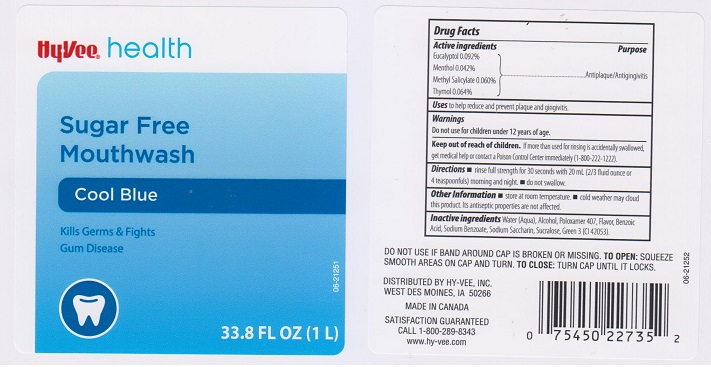 HyVee® health
Sugar Free
Mouthwash
Cool Blue
Kills Germs & Fights
Gum Disease
06-21251
33.8 FL OZ (1 L)
Drug Facts
Active ingredients Purpose
Eucalyptol 0.092%
Menthol 0.042%
Methyl Salicylate 0.060% Antiplaque/Antigingivitis
Thymol 0.064%
Uses to help reduce and prevent plaque and gingivitis.
Warnings
Do not use for children under 12 years of age.
Keep out of reach of children. If more than used for rinsing is accidentally swallowed,
get medical help or contact a Poison Control Center immediately (1-800-222-1222).
Directions ■ rinse full strength for 30 seconds with 20 mL (2/3 fluid ounce or
4 teaspoonfuls) morning and night. ■ do not swallow.
Other Information ■ store at room temperature. ■ cold weather may cloud
this product. Its antiseptic properties are not affected.
Inactive ingredients Water (Aqua), Alcohol, Poloxamer 407, Flavor, Benzoic
Acid, Sodium Benzoate, Sodium Saccharin, Sucralose, Green 3 (CI 42053).
DO NOT USE IF BAND AROUND CAP IS BROKEN OR MISSING. TO OPEN: SQUEEZE
SMOOTH AREAS ON CAP AND TURN. TO CLOSE: TURN CAP UNTIL IT LOCKS.
06-21252
DISTRIBUTED BY HY-VEE, INC.
WEST DES MOINES, IA 50266
MADE IN CANADA
SATISFACTION GUARANTEED
CALL 1-800-289-8343
www.hy-vee.com
0 75450 22735 2